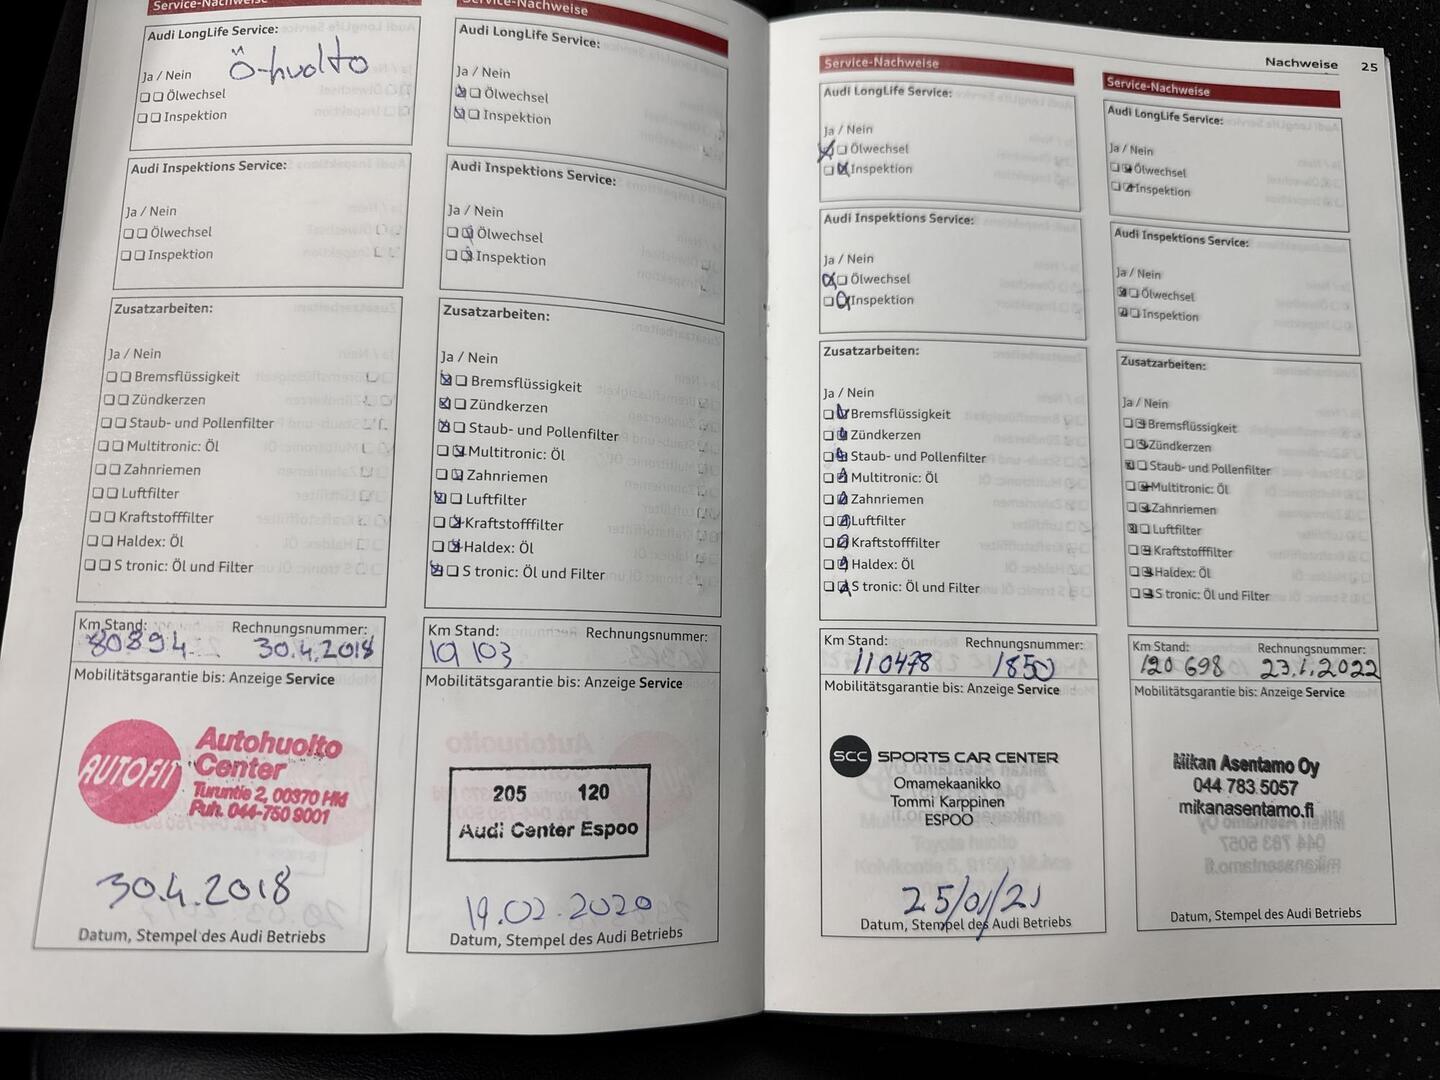 Service-Nachweise
Audi LongLife Service:
Ö-huolto
Ja / Nein
Ölwechsel
Inspektion
Audi Inspektions Service:
Ja / Nein
Ölwechsel
Inspektion
Zusatzarbeiten:
Ja / Nein
Bremsflüssigkeit
Zündkerzen
Staub- und Pollenfilter
Multitronic: Öl
Zahnriemen
Luftfilter
Kraftstofffilter
Haldex: Öl
S tronic: Öl und Filter
Km Stand: Rechnungsnummer:
80894 30.4.2018
Mobilitätsgarantie bis: Anzeige Service
AUTOFIT
Autohuolto
Center
Turuntie 2, 00370 Hki
Puh. 044-750 9001
30.4.2018
Datum, Stempel des Audi Betriebs
Service-Nachweise
Audi LongLife Service:
Ja / Nein
Ölwechsel
Inspektion
Audi Inspektions Service:
Ja / Nein
Ölwechsel
Inspektion
Zusatzarbeiten:
Ja / Nein
Bremsflüssigkeit
Zündkerzen
Staub- und Pollenfilter
Multitronic: Öl
Zahnriemen
Luftfilter
Kraftstofffilter
Haldex: Öl
S tronic: Öl und Filter
Km Stand: Rechnungsnummer:
103
Mobilitätsgarantie bis: Anzeige Service
205 120
Audi Center Espoo
19.02.2020
Datum, Stempel des Audi Betriebs
Nachweise 25
Service-Nachweise
Audi LongLife Service:
Ja / Nein
Ölwechsel
Inspektion
Audi Inspektions Service:
Ja / Nein
Ölwechsel
Inspektion
Zusatzarbeiten:
Ja / Nein
Bremsflüssigkeit
Zündkerzen
Staub- und Pollenfilter
Multitronic: Öl
Zahnriemen
Luftfilter
Kraftstofffilter
Haldex: Öl
S tronic: Öl und Filter
Km Stand: Rechnungsnummer:
110478 1850
Mobilitätsgarantie bis: Anzeige Service
SCC SPORTS CAR CENTER
Omamekaanikko
Tommi Karppinen
ESPOO
25/01/21
Datum, Stempel des Audi Betriebs
Service-Nachweise
Audi LongLife Service:
Ja / Nein
Ölwechsel
Inspektion
Audi Inspektions Service:
Ja / Nein
Ölwechsel
Inspektion
Zusatzarbeiten:
Ja / Nein
Bremsflüssigkeit
Zündkerzen
Staub- und Pollenfilter
Multitronic: Öl
Zahnriemen
Luftfilter
Kraftstofffilter
Haldex: Öl
S tronic: Öl und Filter
Km Stand: Rechnungsnummer:
120 698 23.1.2022
Mobilitätsgarantie bis: Anzeige Service
Mikan Asentamo Oy
044 783 5057
mikanasentamo.fi
Datum, Stempel des Audi Betriebs